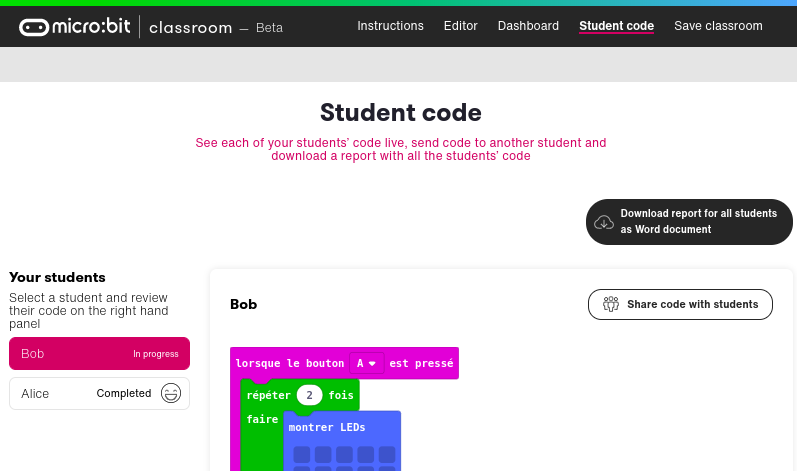 micro:bit classroom – Beta
Instructions Editor Dashboard Student code Save classroom
Student code
See each of your students’ code live, send code to another student and
download a report with all the students’ code
Download report for all students
as Word document
Your students
Select a student and review
their code on the right hand
panel
Bob In progress
Alice Completed
Bob
Share code with students
lorsque le bouton A est pressé
répéter 2 fois
faire
montrer LEDs